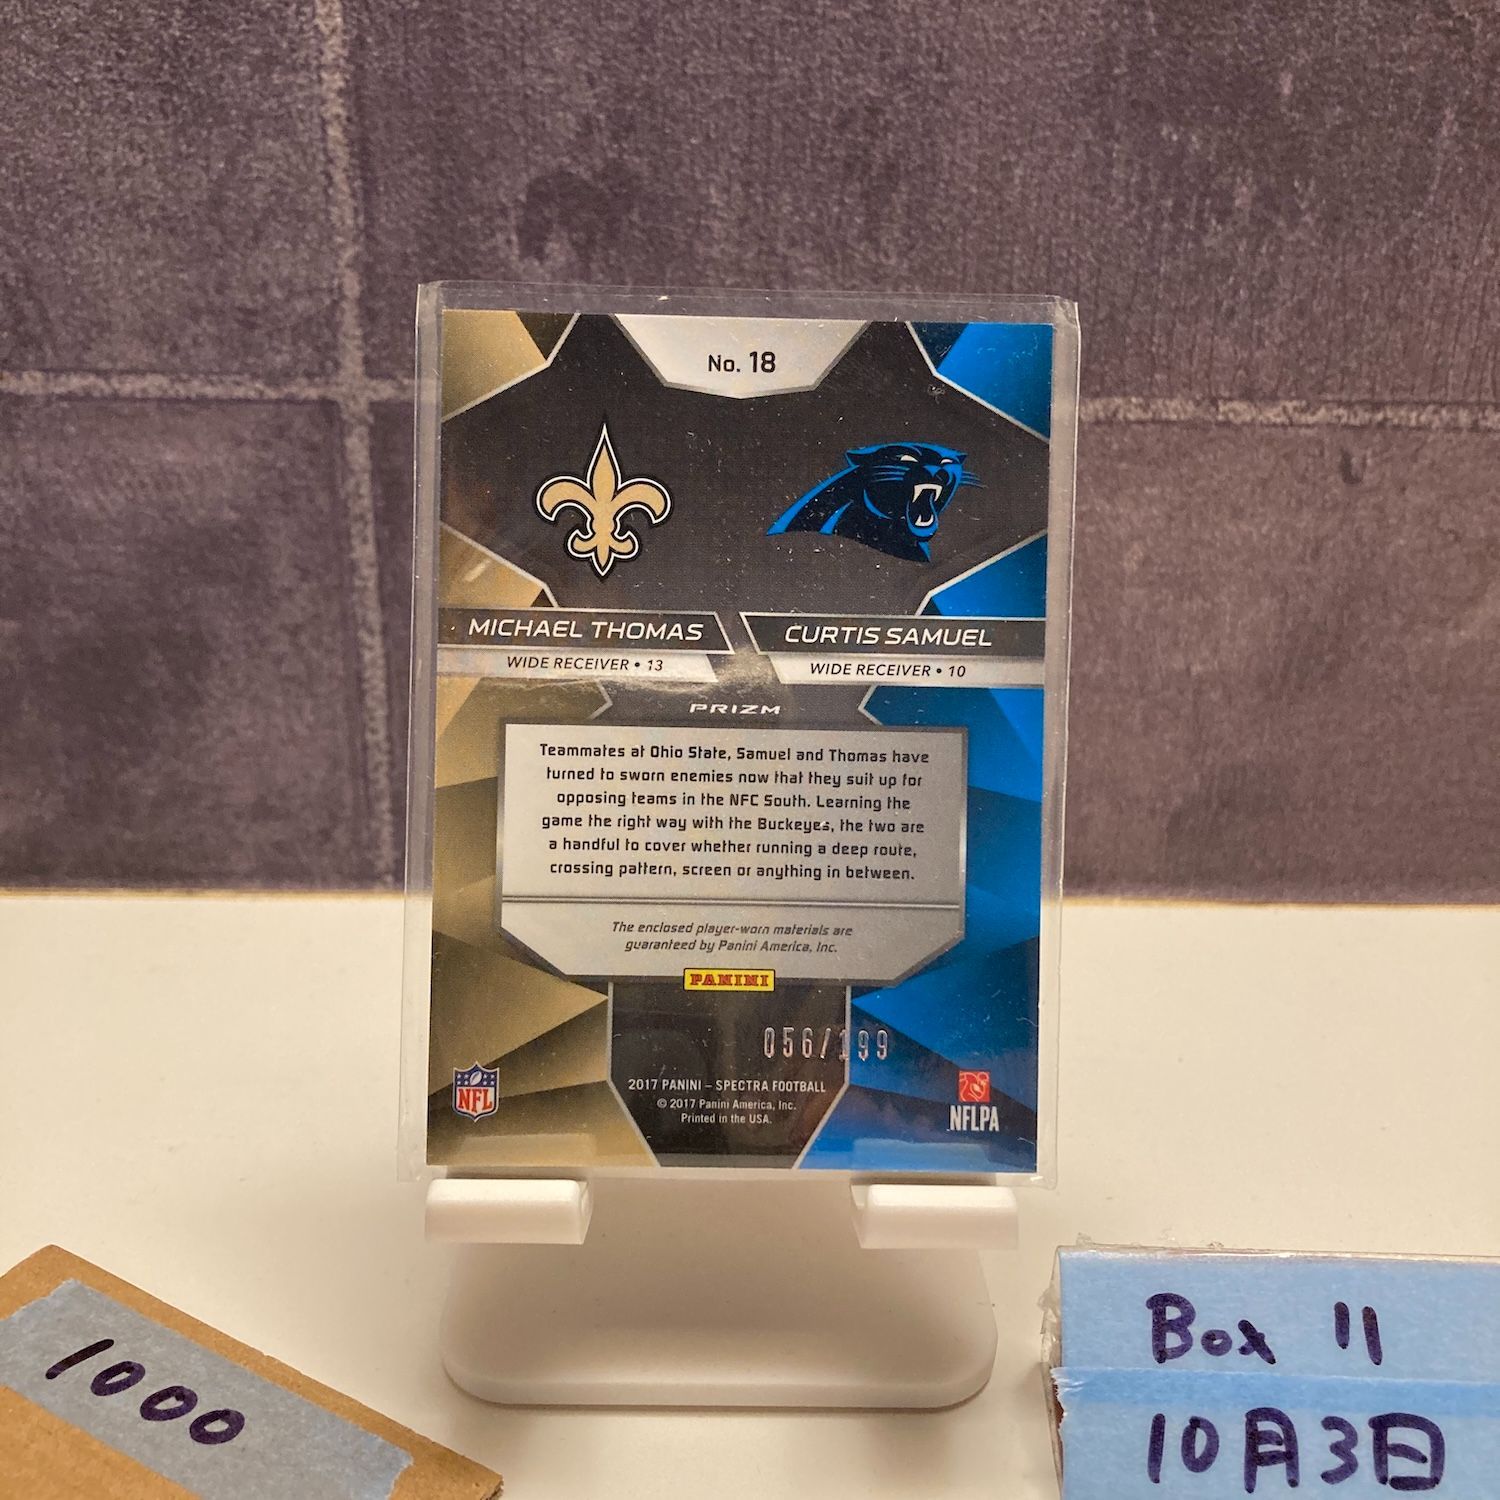 No. 18
MICHAEL THOMAS
WIDE RECEIVER • 13
CURTIS SAMUEL
WIDE RECEIVER • 10
PRIZM
Teammates at Ohio State, Samuel and Thomas have
turned to sworn enemies now that they suit up for
opposing teams in the NFC South. Learning the
game the right way with the Buckeyes, the two are
a handful to cover whether running a deep route,
crossing pattern, screen or anything in between.
The enclosed player-worn materials are
guaranteed by Panini America, Inc.
PANINI
056/199
2017 PANINI – SPECTRA FOOTBALL
© 2017 Panini America, Inc.
Printed in the USA.
NFL
NFLPA
1000
Box 11
10月3日